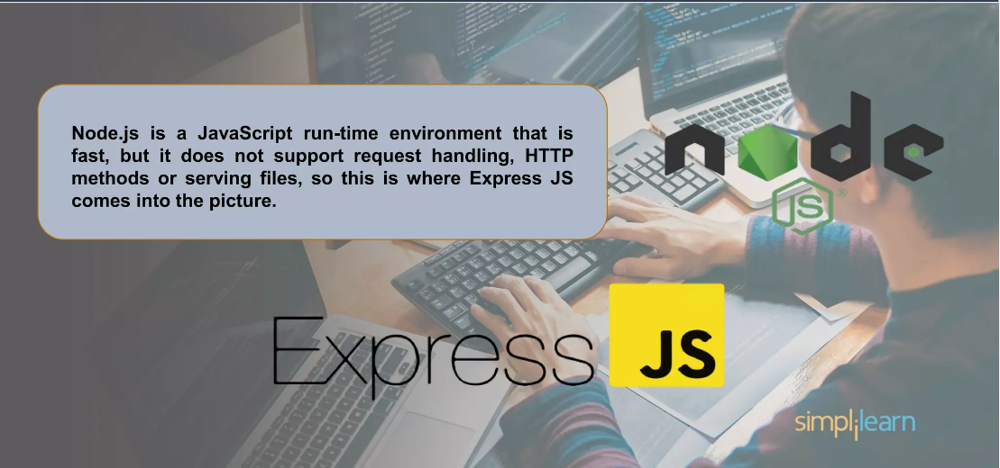 Node.js is a JavaScript run-time environment that is
fast, but it does not support request handling, HTTP
methods or serving files, so this is where Express JS
comes into the picture.
node
JS ®
Express JS
simplilearn